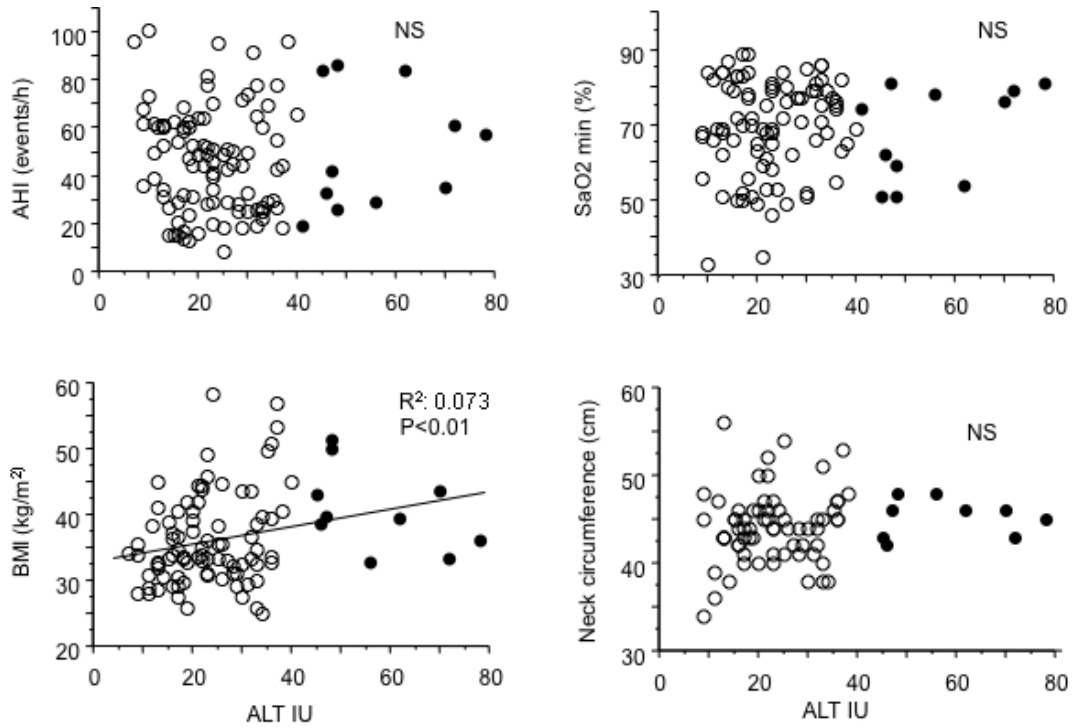 100
80
60
40
20
0
AHI (events/h)
NS
0 20 40 60 80
90
70
50
30
SaO2 min (%)
NS
0 20 40 60 80
60
50
40
30
20
BMI (kg/m²⁾
R²: 0.073
P<0.01
0 20 40 60 80
ALT IU
60
50
40
30
Neck circumference (cm)
NS
0 20 40 60 80
ALT IU